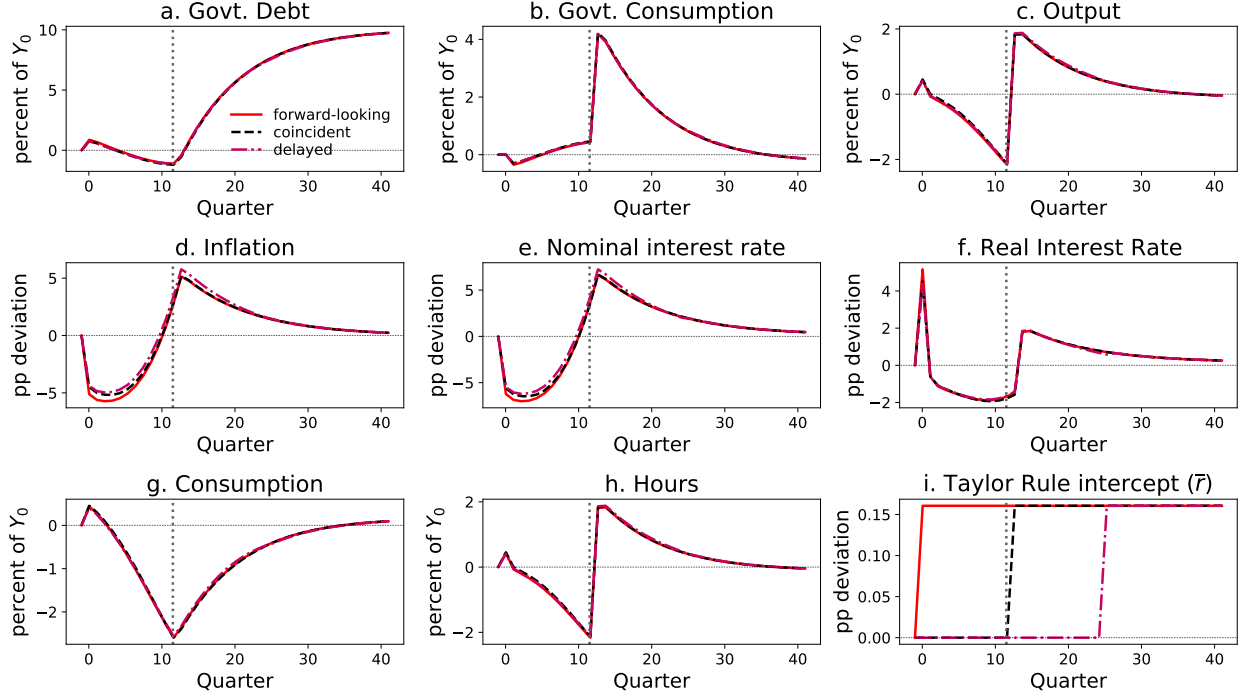 a. Govt. Debt
percent of Y₀
10
5
0
forward-looking
coincident
delayed
0 10 20 30 40
Quarter
b. Govt. Consumption
percent of Y₀
4
2
0
0 10 20 30 40
Quarter
c. Output
percent of Y₀
2
0
−2
0 10 20 30 40
Quarter
d. Inflation
pp deviation
5
0
−5
0 10 20 30 40
Quarter
e. Nominal interest rate
pp deviation
5
0
−5
0 10 20 30 40
Quarter
f. Real Interest Rate
pp deviation
4
2
0
−2
0 10 20 30 40
Quarter
g. Consumption
percent of Y₀
0
−1
−2
0 10 20 30 40
Quarter
h. Hours
percent of Y₀
2
0
−2
0 10 20 30 40
Quarter
i. Taylor Rule intercept (r̄)
pp deviation
0.15
0.10
0.05
0.00
0 10 20 30 40
Quarter